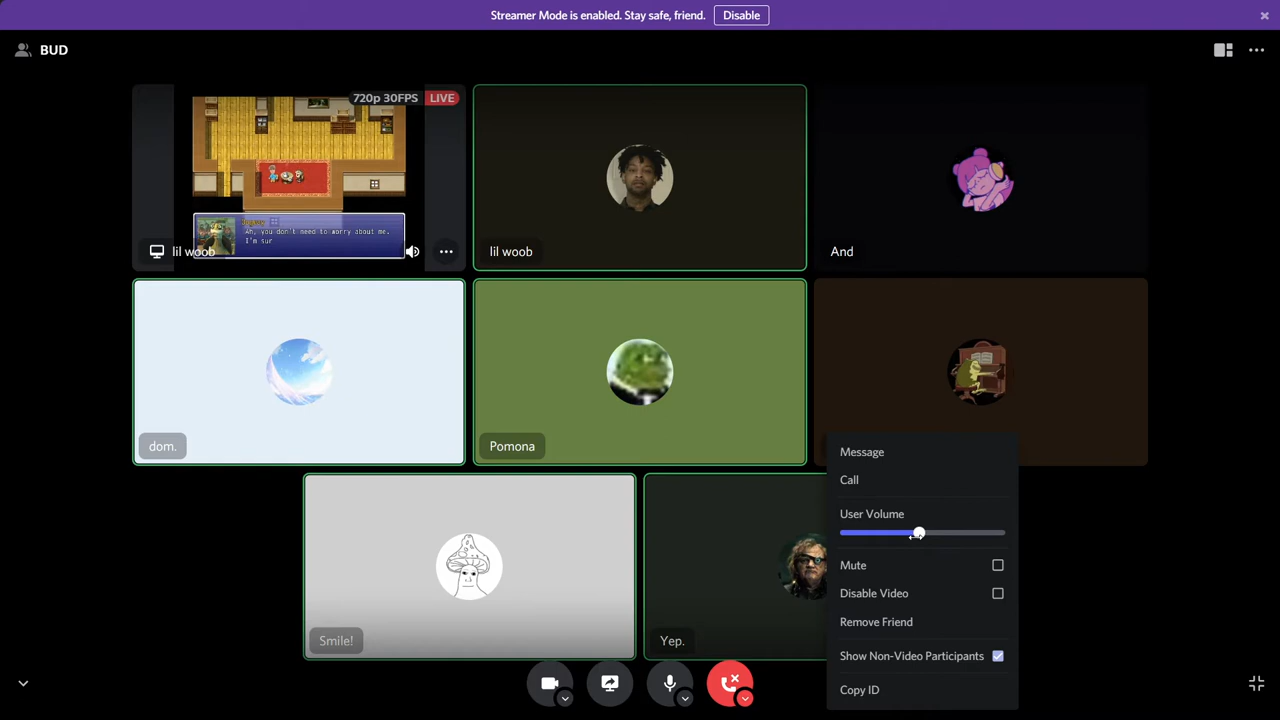 Streamer Mode is enabled. Stay safe, friend.
Disable
BUD
720p 30FPS
LIVE
Ah, you don't need to worry about me.
I'm sur
lil woob
lil woob
And
dom.
Pomona
Message
Call
User Volume
Mute
Disable Video
Remove Friend
Show Non-Video Participants
Copy ID
Smile!
Yep.